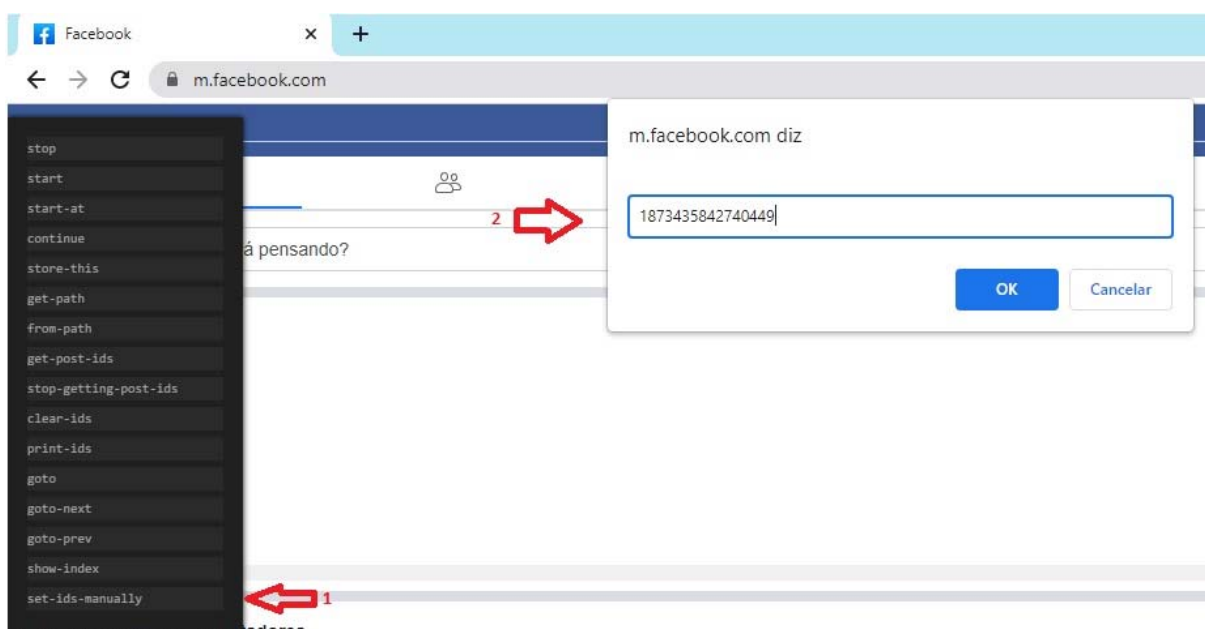 Facebook
m.facebook.com
m.facebook.com diz
stop
start
start-at
continue
store-this
get-path
from-path
get-post-ids
stop-getting-post-ids
clear-ids
print-ids
goto
goto-next
goto-prev
show-index
set-ids-manually
1
á pensando?
2
1873435842740449
OK
Cancelar